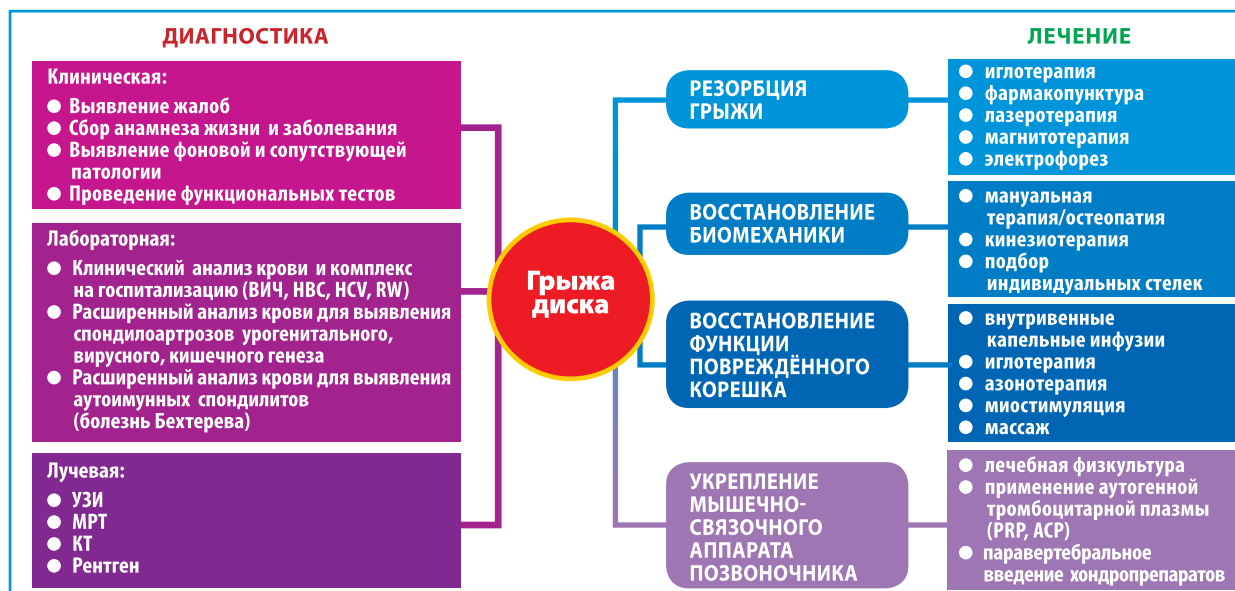 ДИАГНОСТИКА
Клиническая:
● Выявление жалоб
● Сбор анамнеза жизни и заболевания
● Выявление фоновой и сопутствующей
патологии
● Проведение функциональных тестов
Лабораторная:
● Клинический анализ крови и комплекс
на госпитализацию (ВИЧ, HBC, HCV, RW)
● Расширенный анализ крови для выявления
спондилоартрозов урогенитального,
вирусного, кишечного генеза
● Расширенный анализ крови для выявления
аутоимунных спондилитов
(болезнь Бехтерева)
Лучевая:
● УЗИ
● МРТ
● КТ
● Рентген
Грыжа
диска
ЛЕЧЕНИЕ
РЕЗОРБЦИЯ
ГРЫЖИ
● иглотерапия
● фармакопунктура
● лазеротерапия
● магнитотерапия
● электрофорез
ВОССТАНОВЛЕНИЕ
БИОМЕХАНИКИ
● мануальная
терапия/остеопатия
● кинезиотерапия
● подбор
индивидуальных стелек
ВОССТАНОВЛЕНИЕ
ФУНКЦИИ
ПОВРЕЖДЁННОГО
КОРЕШКА
● внутривенные
капельные инфузии
● иглотерапия
● азонотерапия
● миостимуляция
● массаж
УКРЕПЛЕНИЕ
МЫШЕЧНО-
СВЯЗОЧНОГО
АППАРАТА
ПОЗВОНОЧНИКА
● лечебная физкультура
● применение аутогенной
тромбоцитарной плазмы
(PRP, ACP)
● паравертебральное
введение хондропрепаратов